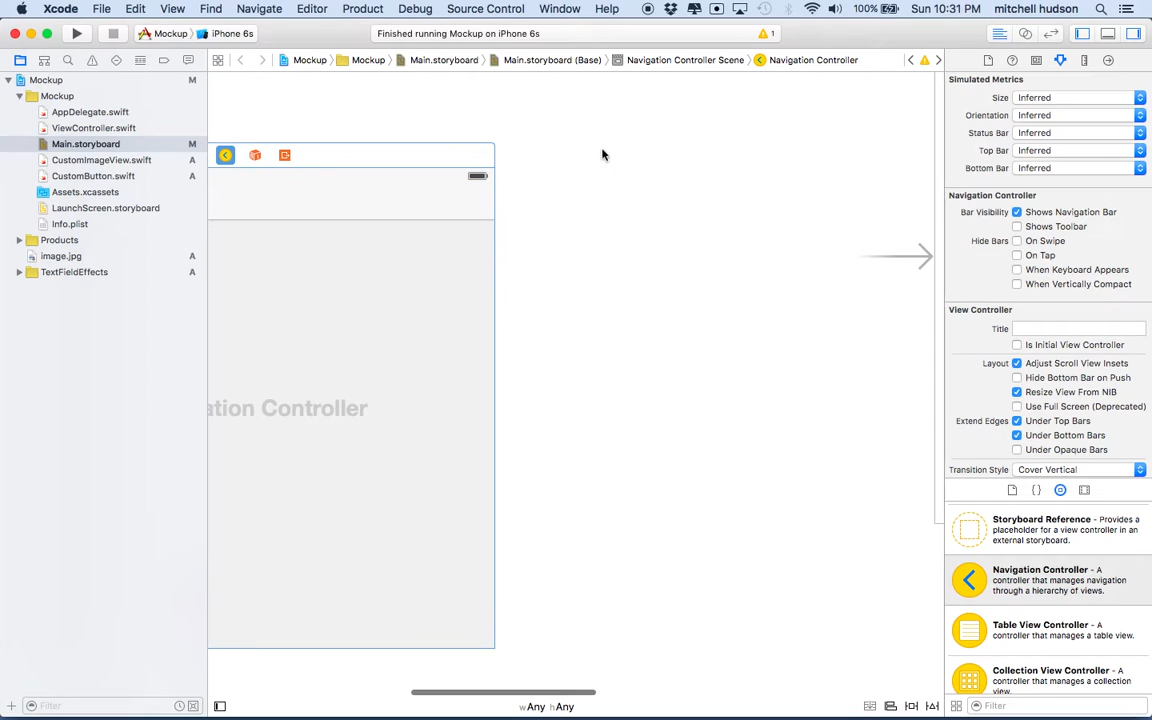 Xcode File Edit View Find Navigate Editor Product Debug Source Control Window Help 100% Sun 10:31 PM mitchell hudson
Mockup iPhone 6s Finished running Mockup on iPhone 6s 1
Mockup Mockup Main.storyboard Main.storyboard (Base) Navigation Controller Scene Navigation Controller
Mockup M
Mockup
AppDelegate.swift
ViewController.swift
Main.storyboard M
CustomImageView.swift A
CustomButton.swift A
Assets.xcassets
LaunchScreen.storyboard
Info.plist
Products
image.jpg A
TextFieldEffects A
Filter
ation Controller
wAny hAny
Simulated Metrics
Size Inferred
Orientation Inferred
Status Bar Inferred
Top Bar Inferred
Bottom Bar Inferred
Navigation Controller
Bar Visibility Shows Navigation Bar
Shows Toolbar
Hide Bars On Swipe
On Tap
When Keyboard Appears
When Vertically Compact
View Controller
Title
Is Initial View Controller
Layout Adjust Scroll View Insets
Hide Bottom Bar on Push
Resize View From NIB
Use Full Screen (Deprecated)
Extend Edges Under Top Bars
Under Bottom Bars
Under Opaque Bars
Transition Style Cover Vertical
Storyboard Reference - Provides a
placeholder for a view controller in an
external storyboard.
Navigation Controller - A
controller that manages navigation
through a hierarchy of views.
Table View Controller - A
controller that manages a table view.
Collection View Controller - A
controller that manages a collection
view.
Filter